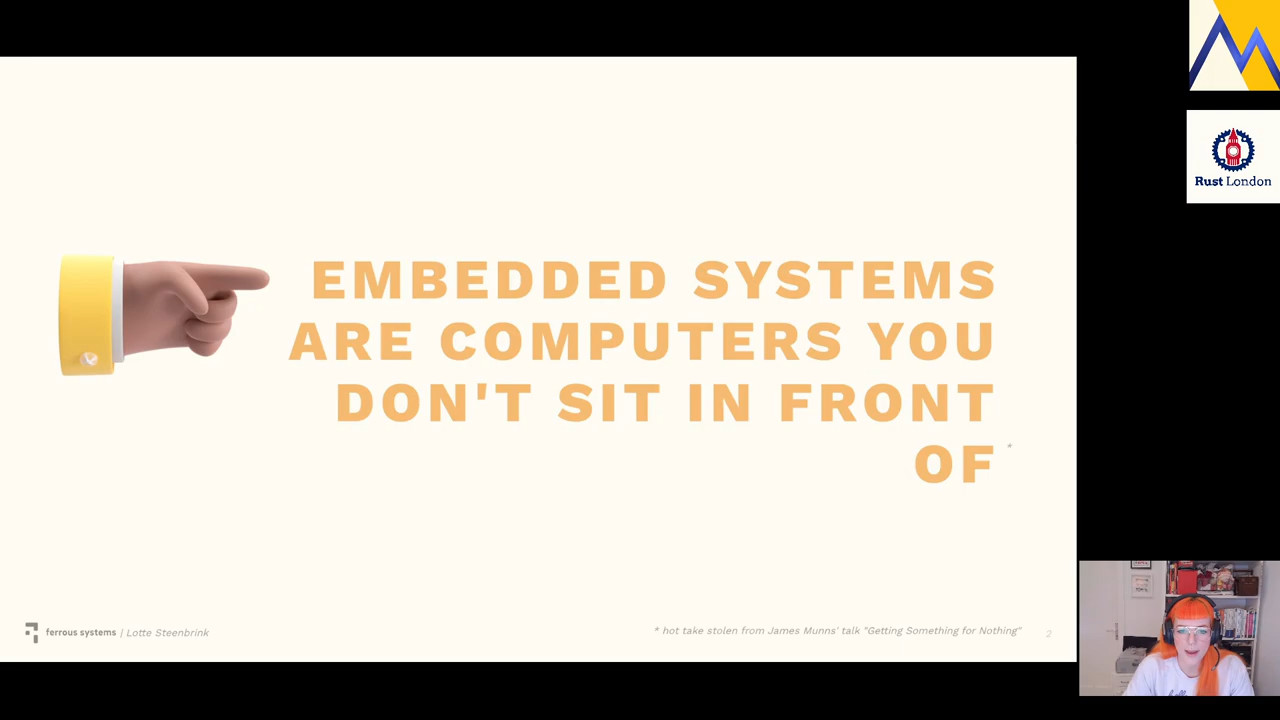 Rust London
EMBEDDED SYSTEMS
ARE COMPUTERS YOU
DON'T SIT IN FRONT
OF *
ferrous systems | Lotte Steenbrink
* hot take stolen from James Munns' talk "Getting Something for Nothing"
2